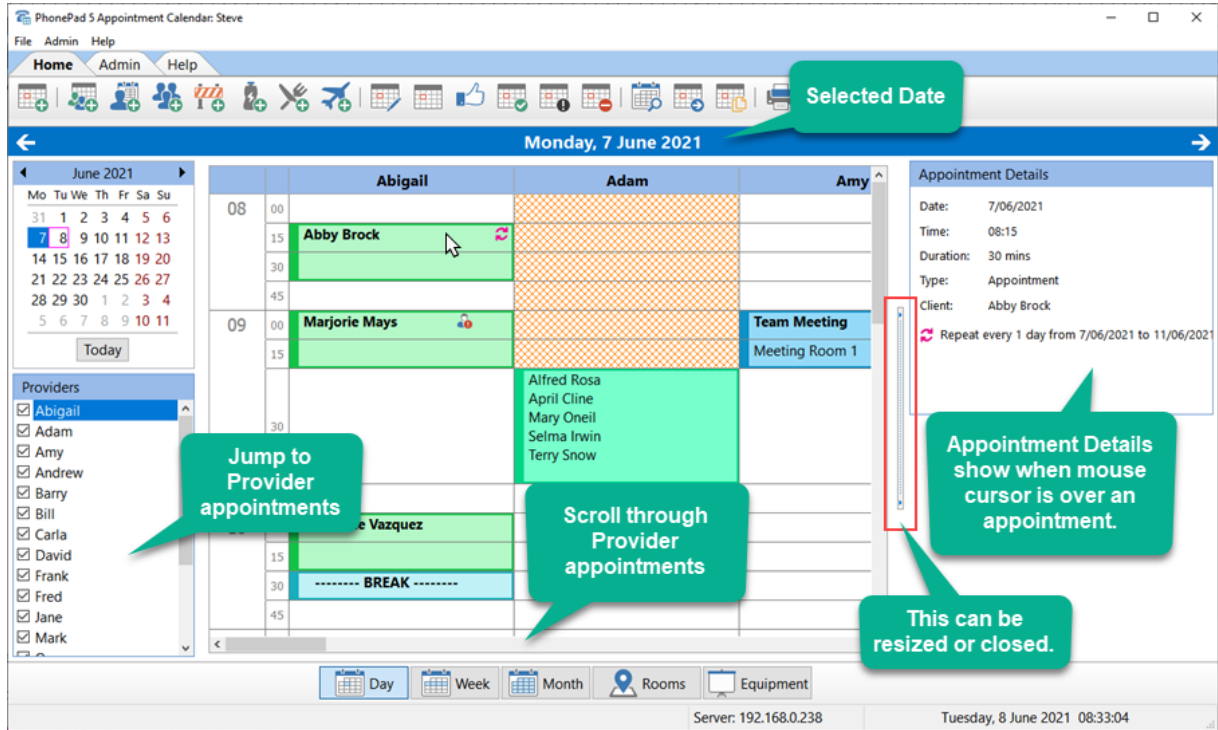 PhonePad 5 Appointment Calendar: Steve
File Admin Help
Home Admin Help
Selected Date
Monday, 7 June 2021
June 2021
Mo Tu We Th Fr Sa Su
31 1 2 3 4 5 6
7 8 9 10 11 12 13
14 15 16 17 18 19 20
21 22 23 24 25 26 27
28 29 30 1 2 3 4
5 6 7 8 9 10 11
Today
Providers
Abigail
Adam
Amy
Andrew
Barry
Bill
Carla
David
Frank
Fred
Jane
Mark
Jump to
Provider
appointments
Abigail Adam Amy
08 00
15 Abby Brock
30
45
09 00 Marjorie Mays Team Meeting
15 Meeting Room 1
Alfred Rosa
April Cline
Mary Oneil
Selma Irwin
Terry Snow
30
Vazquez
15
30 -------- BREAK --------
45
Scroll through
Provider
appointments
Appointment Details
Date: 7/06/2021
Time: 08:15
Duration: 30 mins
Type: Appointment
Client: Abby Brock
Repeat every 1 day from 7/06/2021 to 11/06/2021
Appointment Details
show when mouse
cursor is over an
appointment.
This can be
resized or closed.
Day Week Month Rooms Equipment
Server: 192.168.0.238 Tuesday, 8 June 2021 08:33:04